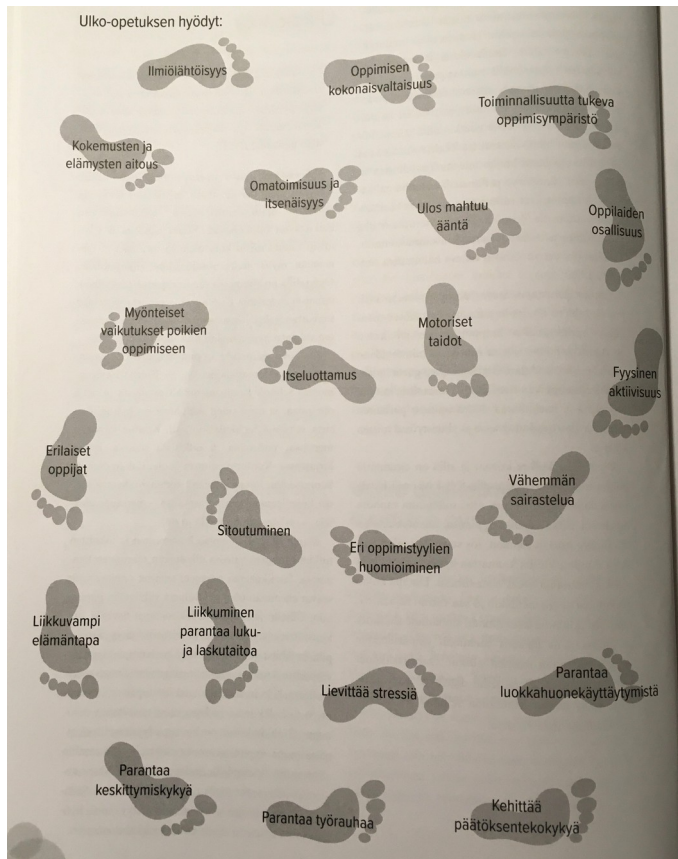 Ulko-opetuksen hyödyt:
Ilmiölähtöisyys
Oppimisen
kokonaisvaltaisuus
Toiminnallisuutta tukeva
oppimisympäristö
Kokemusten ja
elämysten aitous
Omatoimisuus ja
itsenäisyys
Ulos mahtuu
ääntä
Oppilaiden
osallisuus
Myönteiset
vaikutukset poikien
oppimiseen
Itseluottamus
Motoriset
taidot
Fyysinen
aktiivisuus
Erilaiset
oppijat
Sitoutuminen
Eri oppimistyylien
huomioiminen
Vähemmän
sairastelua
Liikkuvampi
elämäntapa
Liikkuminen
parantaa luku-
ja laskutaitoa
Lievittää stressiä
Parantaa
luokkahuonekäyttäytymistä
Parantaa
keskittymiskykyä
Parantaa työrauhaa
Kehittää
päätöksentekokykyä